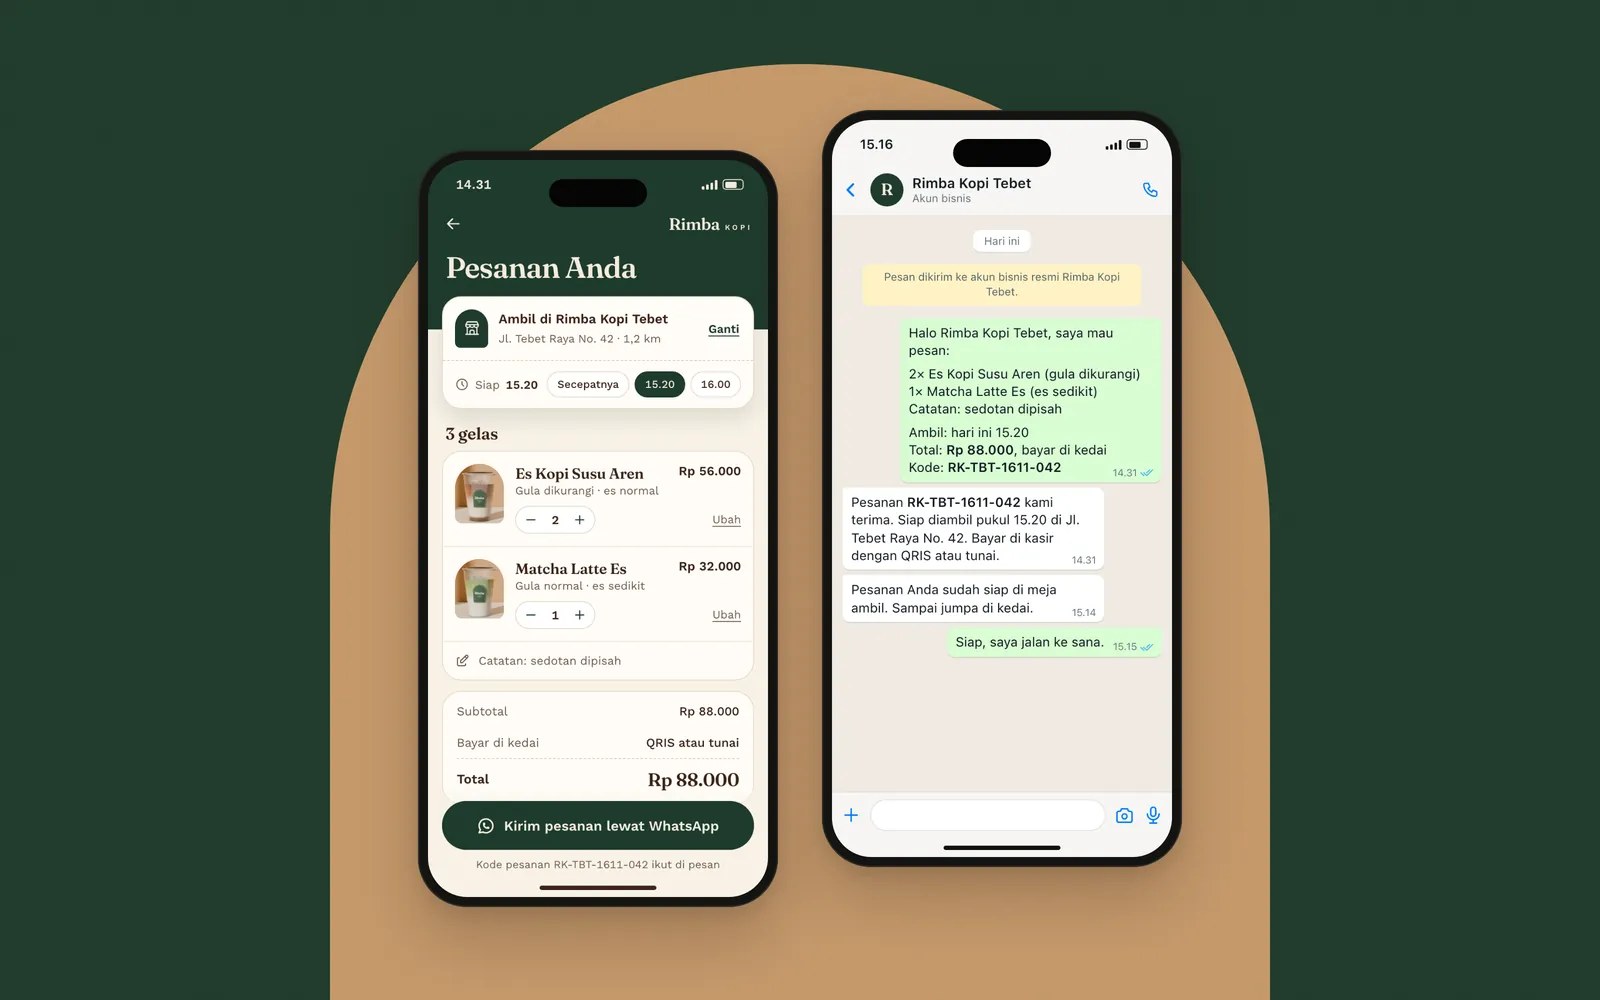 14.31
Rimba KOPI
Pesanan Anda
Ambil di Rimba Kopi Tebet
Jl. Tebet Raya No. 42 · 1,2 km
Ganti
Siap 15.20
Secepatnya
15.20
16.00
3 gelas
Es Kopi Susu Aren
Rp 56.000
Gula dikurangi · es normal
− 2 +
Ubah
Matcha Latte Es
Rp 32.000
Gula normal · es sedikit
− 1 +
Ubah
Catatan: sedotan dipisah
Subtotal
Rp 88.000
Bayar di kedai
QRIS atau tunai
Total
Rp 88.000
Kirim pesanan lewat WhatsApp
Kode pesanan RK-TBT-1611-042 ikut di pesan
15.16
R
Rimba Kopi Tebet
Akun bisnis
Hari ini
Pesan dikirim ke akun bisnis resmi Rimba Kopi
Tebet.
Halo Rimba Kopi Tebet, saya mau
pesan:
2× Es Kopi Susu Aren (gula dikurangi)
1× Matcha Latte Es (es sedikit)
Catatan: sedotan dipisah
Ambil: hari ini 15.20
Total: Rp 88.000, bayar di kedai
Kode: RK-TBT-1611-042
14.31
Pesanan RK-TBT-1611-042 kami
terima. Siap diambil pukul 15.20 di Jl.
Tebet Raya No. 42. Bayar di kasir
dengan QRIS atau tunai.
14.31
Pesanan Anda sudah siap di meja
ambil. Sampai jumpa di kedai.
15.14
Siap, saya jalan ke sana.
15.15